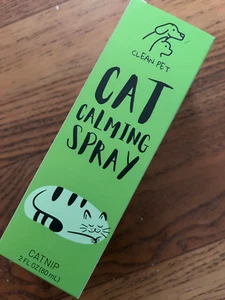 CLEAN PET
CAT
CALMING
SPRAY
CATNIP
2 FL OZ (60 mL)